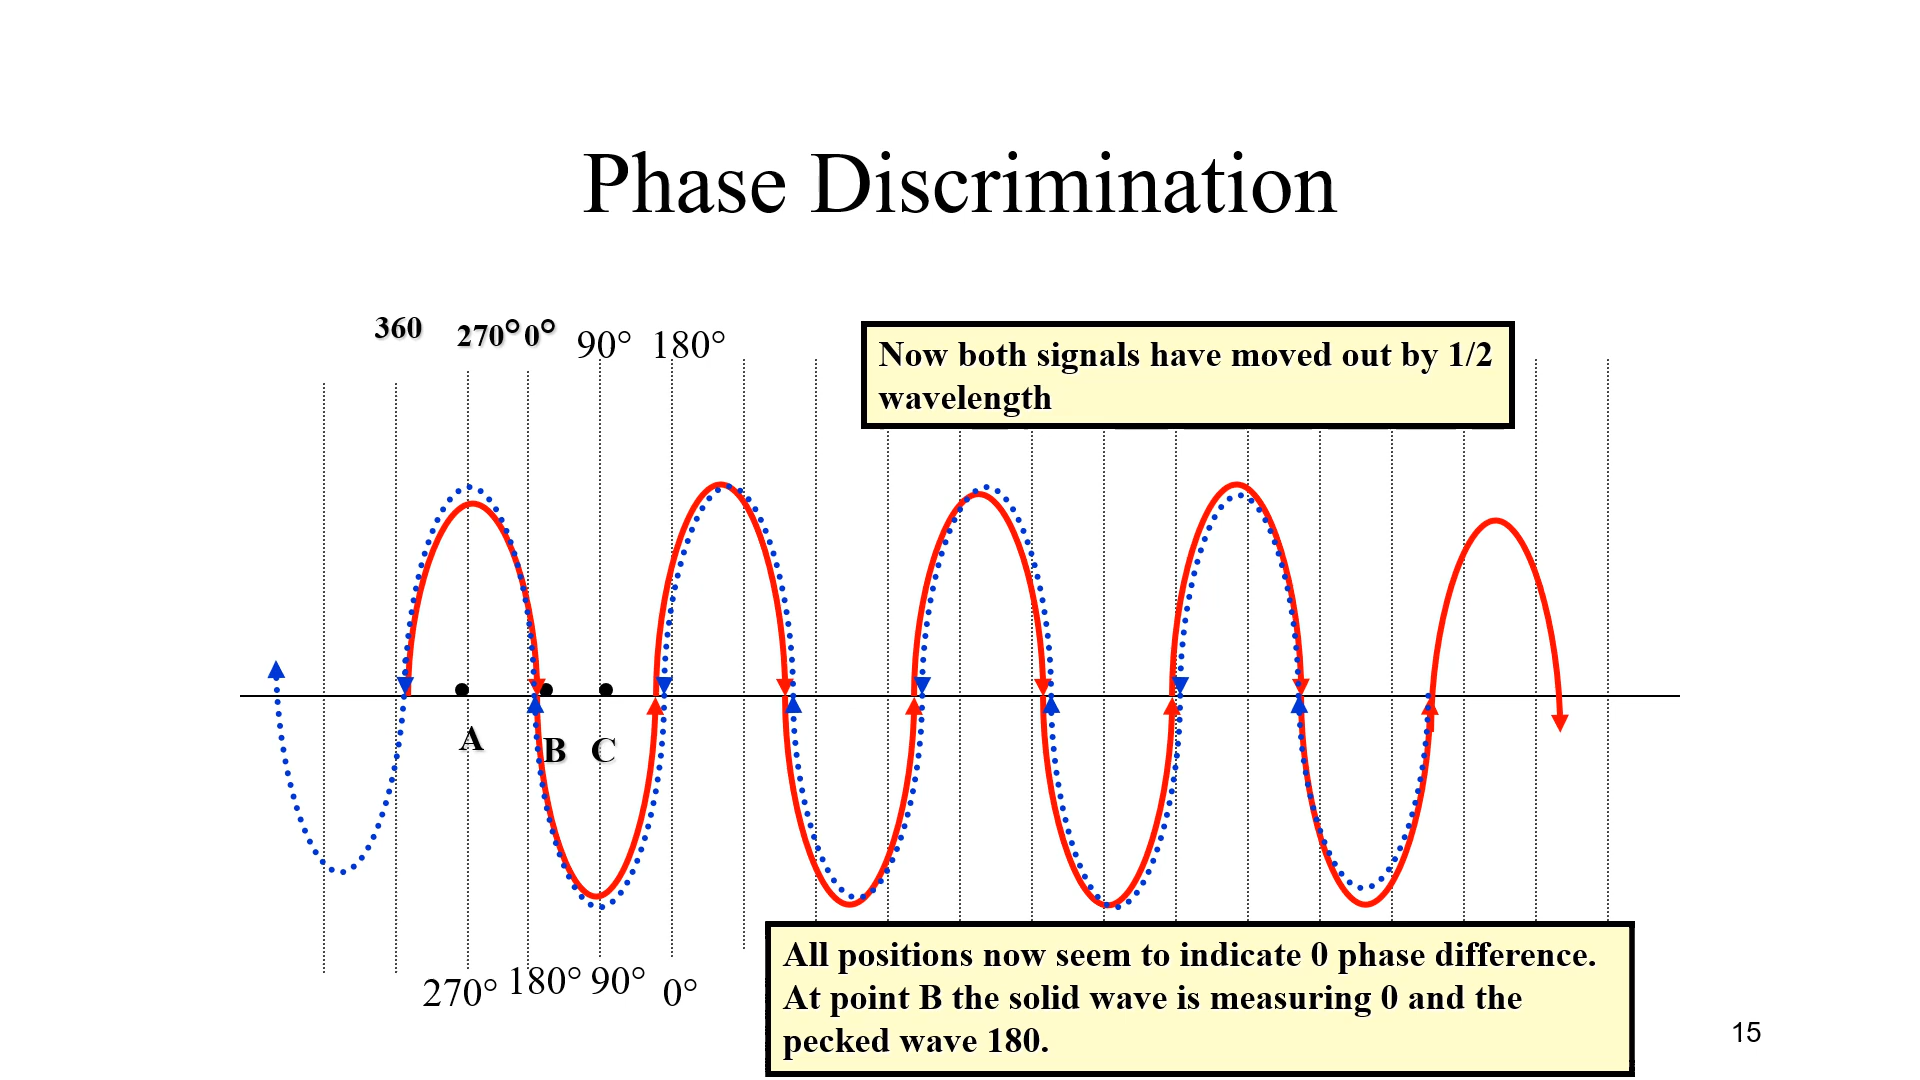 Phase Discrimination
360 270° 0° 90° 180°
Now both signals have moved out by 1/2
wavelength
A B C
270° 180° 90° 0°
All positions now seem to indicate 0 phase difference.
At point B the solid wave is measuring 0 and the
pecked wave 180.
15